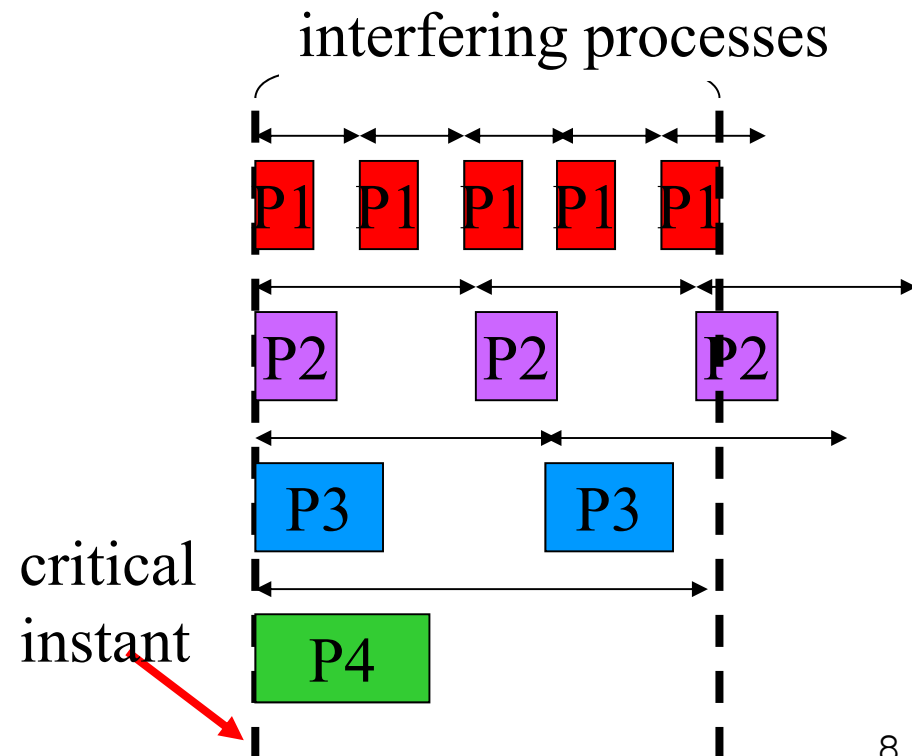 interfering processes
P1 P1 P1 P1 P1
P2 P2 P2
P3 P3
critical
instant
P4
8